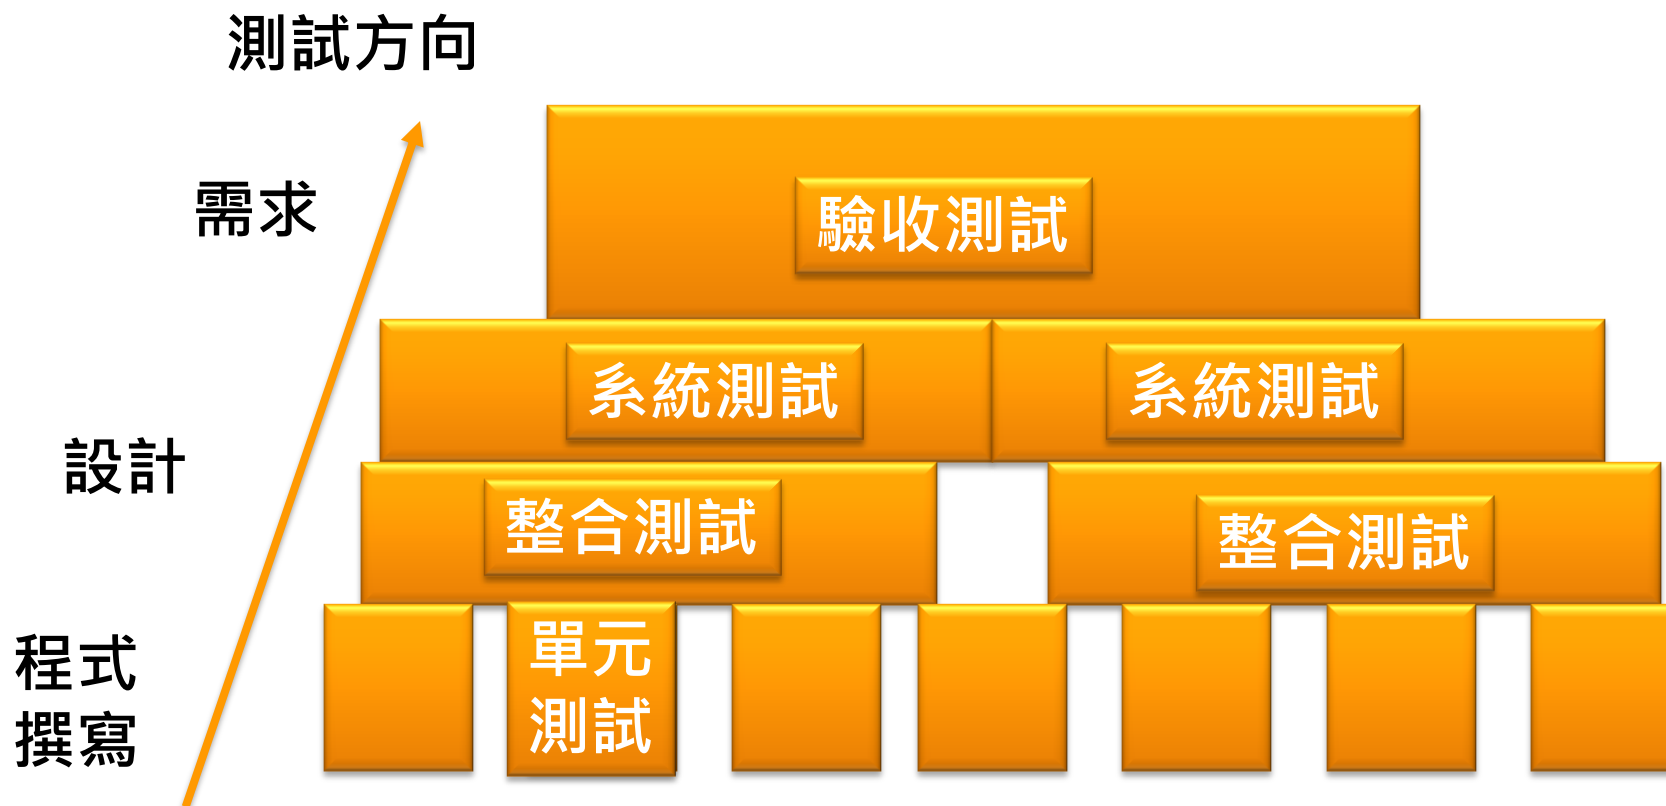 測試方向
需求
驗收測試
系統測試
系統測試
設計
整合測試
整合測試
程式
撰寫
單元
測試